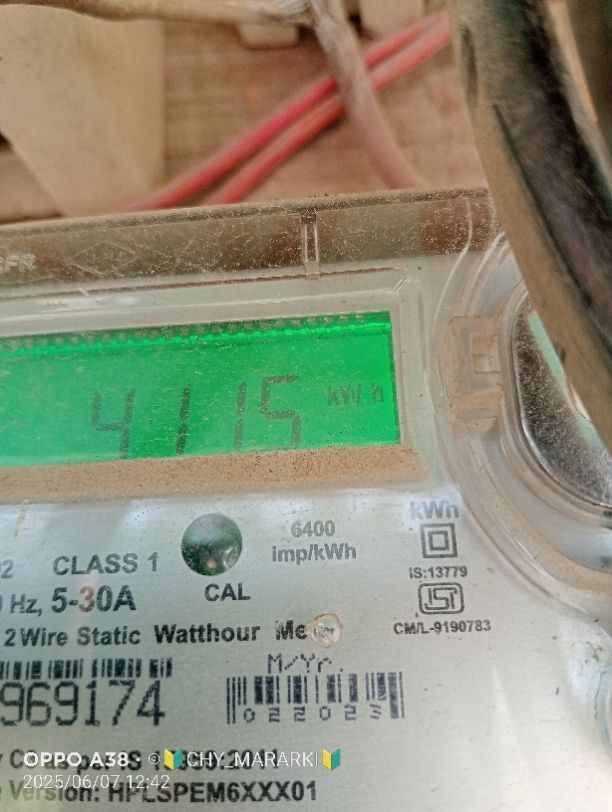 4115 kWh
6400
imp/kWh
kWh
CLASS 1
CAL
IS:13779
Hz, 5-30A
CM/L-9190783
2 Wire Static Watthour
M/Yr.
969174
OPPO A38 CHY_MARARKI
2025/06/07 12:42
Version: HPLSPEM6XXX01